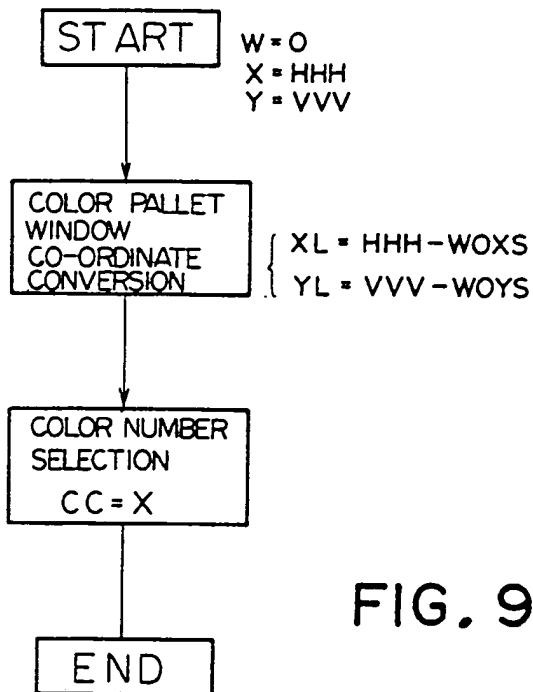 START
W = 0
X = HHH
Y = VVV
COLOR PALLET
WINDOW
CO-ORDINATE
CONVERSION
XL = HHH-WOXS
YL = VVV-WOYS
COLOR NUMBER
SELECTION
CC = X
END
FIG. 9